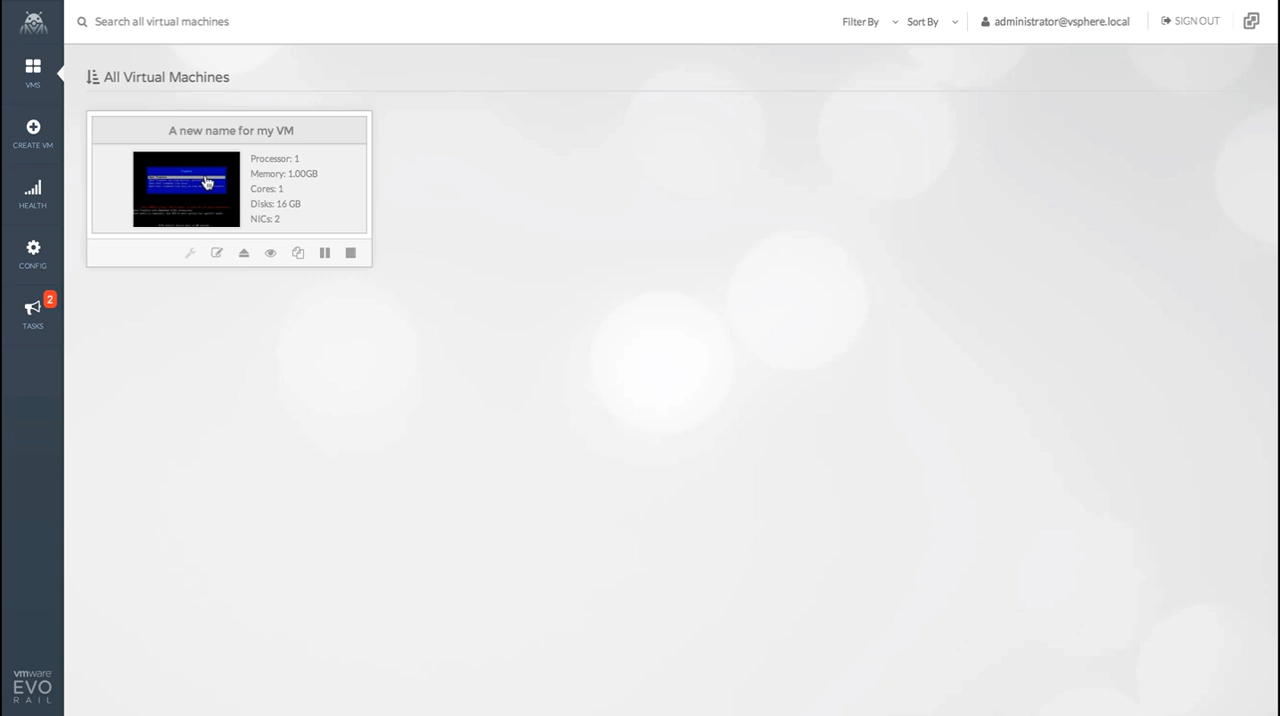 Search all virtual machines
Filter By
Sort By
administrator@vsphere.local
SIGN OUT
VMS
CREATE VM
HEALTH
CONFIG
2
TASKS
vmware
EVO
RAIL
All Virtual Machines
A new name for my VM
Processor: 1
Memory: 1.00GB
Cores: 1
Disks: 16 GB
NICs: 2